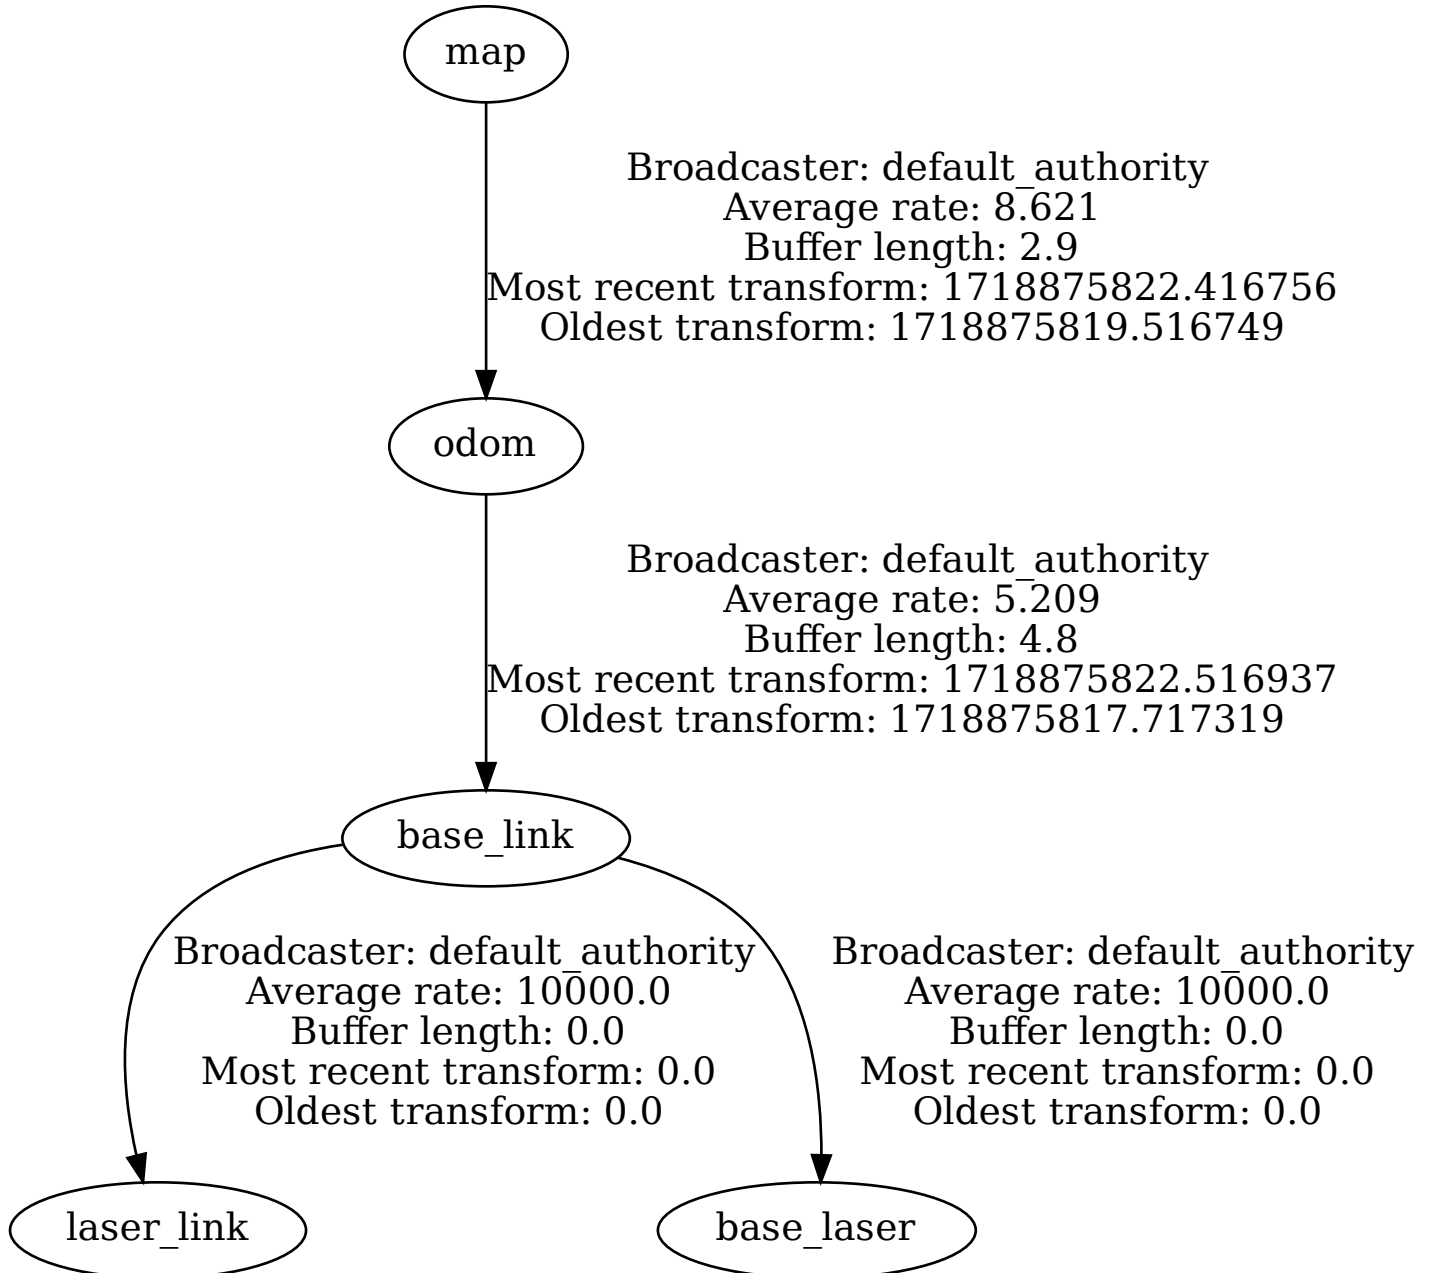 map
Broadcaster: default_authority
Average rate: 8.621
Buffer length: 2.9
Most recent transform: 1718875822.416756
Oldest transform: 1718875819.516749
odom
Broadcaster: default_authority
Average rate: 5.209
Buffer length: 4.8
Most recent transform: 1718875822.516937
Oldest transform: 1718875817.717319
base_link
Broadcaster: default_authority
Average rate: 10000.0
Buffer length: 0.0
Most recent transform: 0.0
Oldest transform: 0.0
Broadcaster: default_authority
Average rate: 10000.0
Buffer length: 0.0
Most recent transform: 0.0
Oldest transform: 0.0
laser_link
base_laser